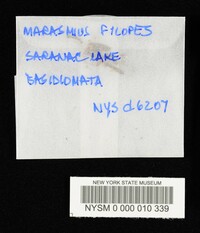 MARASMIUS FILOPES
SARANAC LAKE
BASIDIOMATA
NYS d6207
NEW YORK STATE MUSEUM
NYSM 0 000 010 339